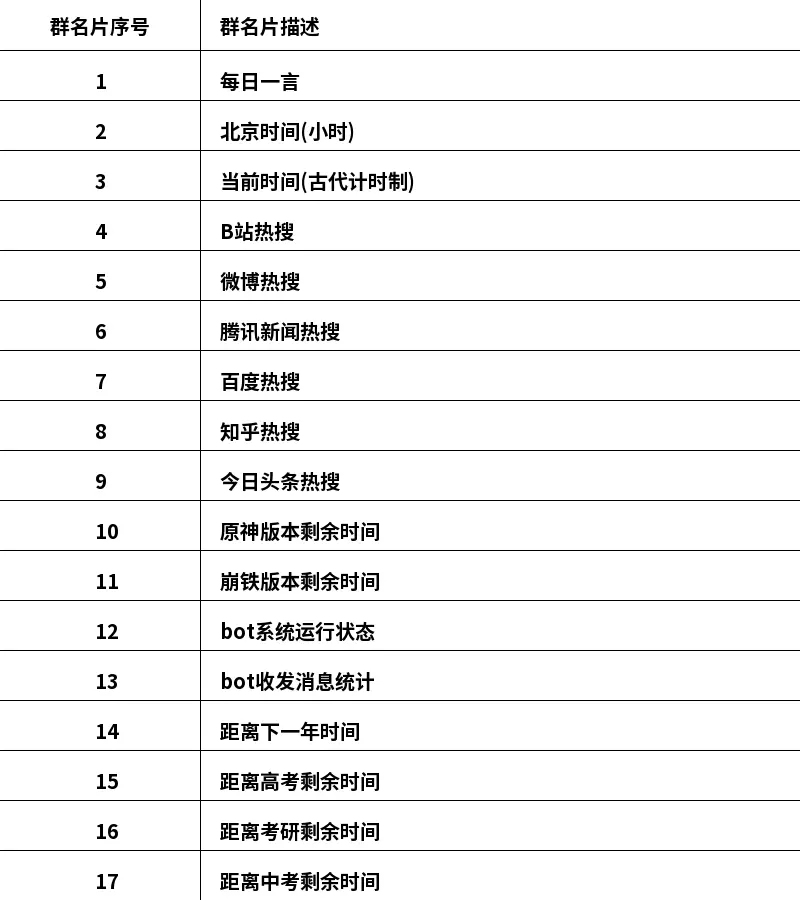 群名片序号 群名片描述
1 每日一言
2 北京时间(小时)
3 当前时间(古代计时制)
4 B站热搜
5 微博热搜
6 腾讯新闻热搜
7 百度热搜
8 知乎热搜
9 今日头条热搜
10 原神版本剩余时间
11 崩铁版本剩余时间
12 bot系统运行状态
13 bot收发消息统计
14 距离下一年时间
15 距离高考剩余时间
16 距离考研剩余时间
17 距离中考剩余时间